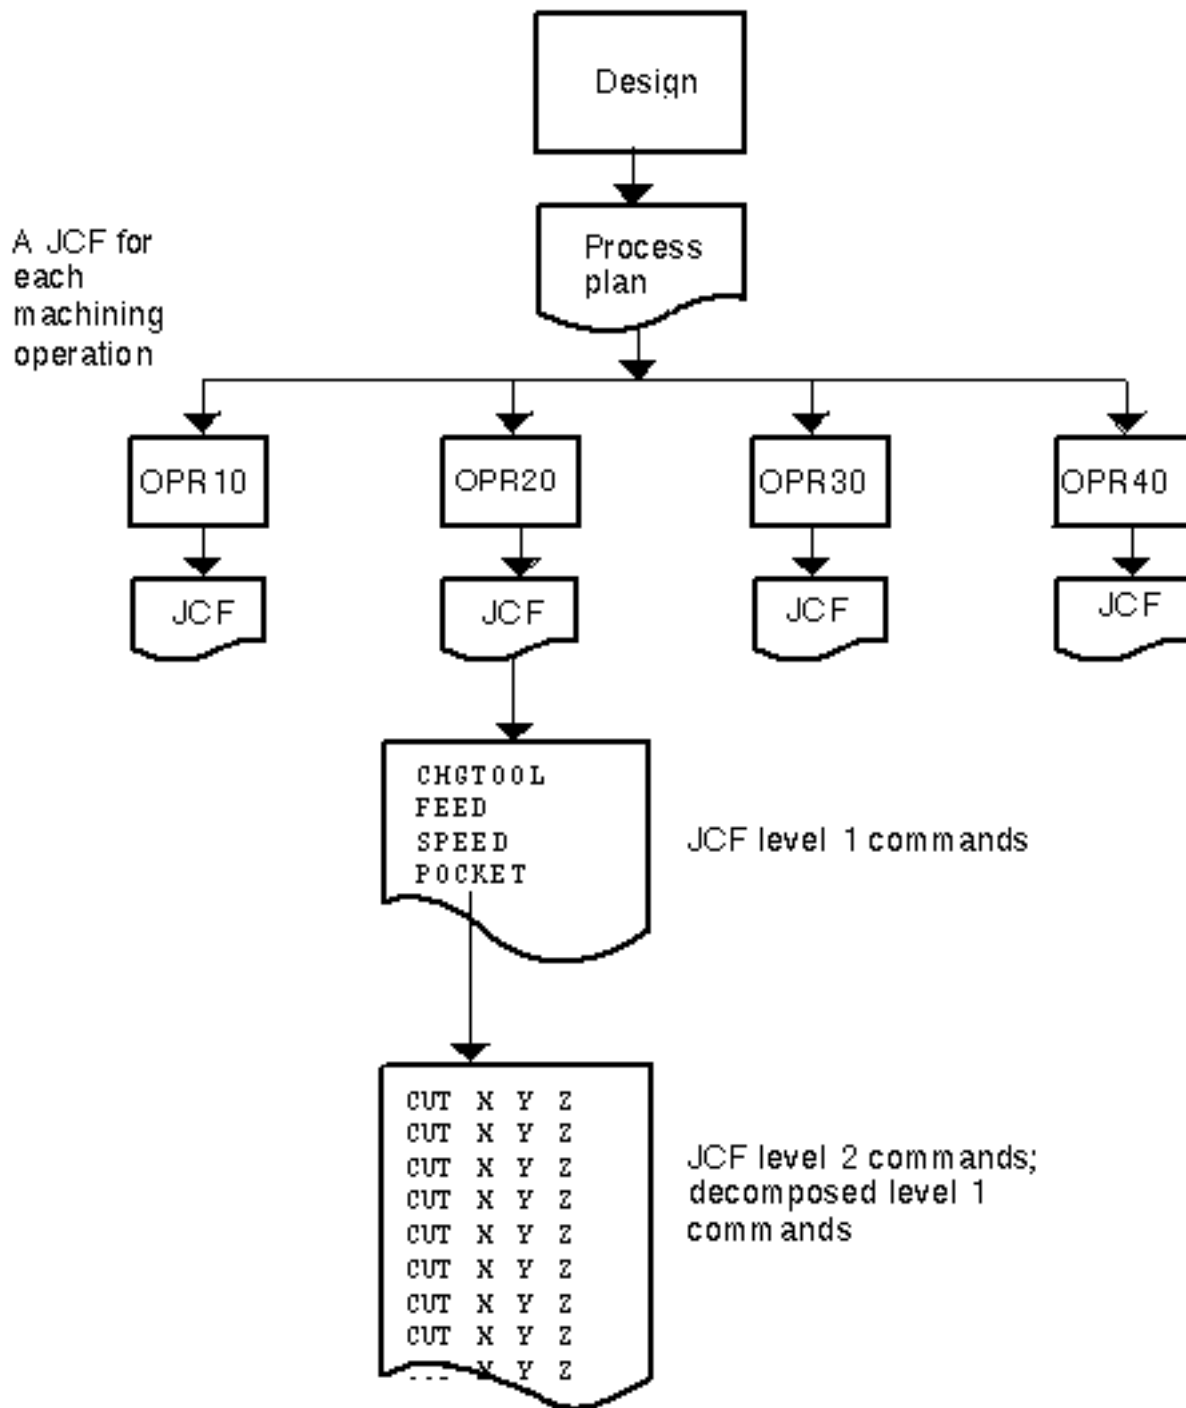 Design
Process
plan
A JCF for
each
machining
operation
OPR10
OPR20
OPR30
OPR40
JCF
JCF
JCF
JCF
CHGTOOL
FEED
SPEED
POCKET
JCF level 1 commands
CUT X Y Z
CUT X Y Z
CUT X Y Z
CUT X Y Z
CUT X Y Z
CUT X Y Z
CUT X Y Z
CUT X Y Z
... X Y Z
JCF level 2 commands;
decomposed level 1
commands